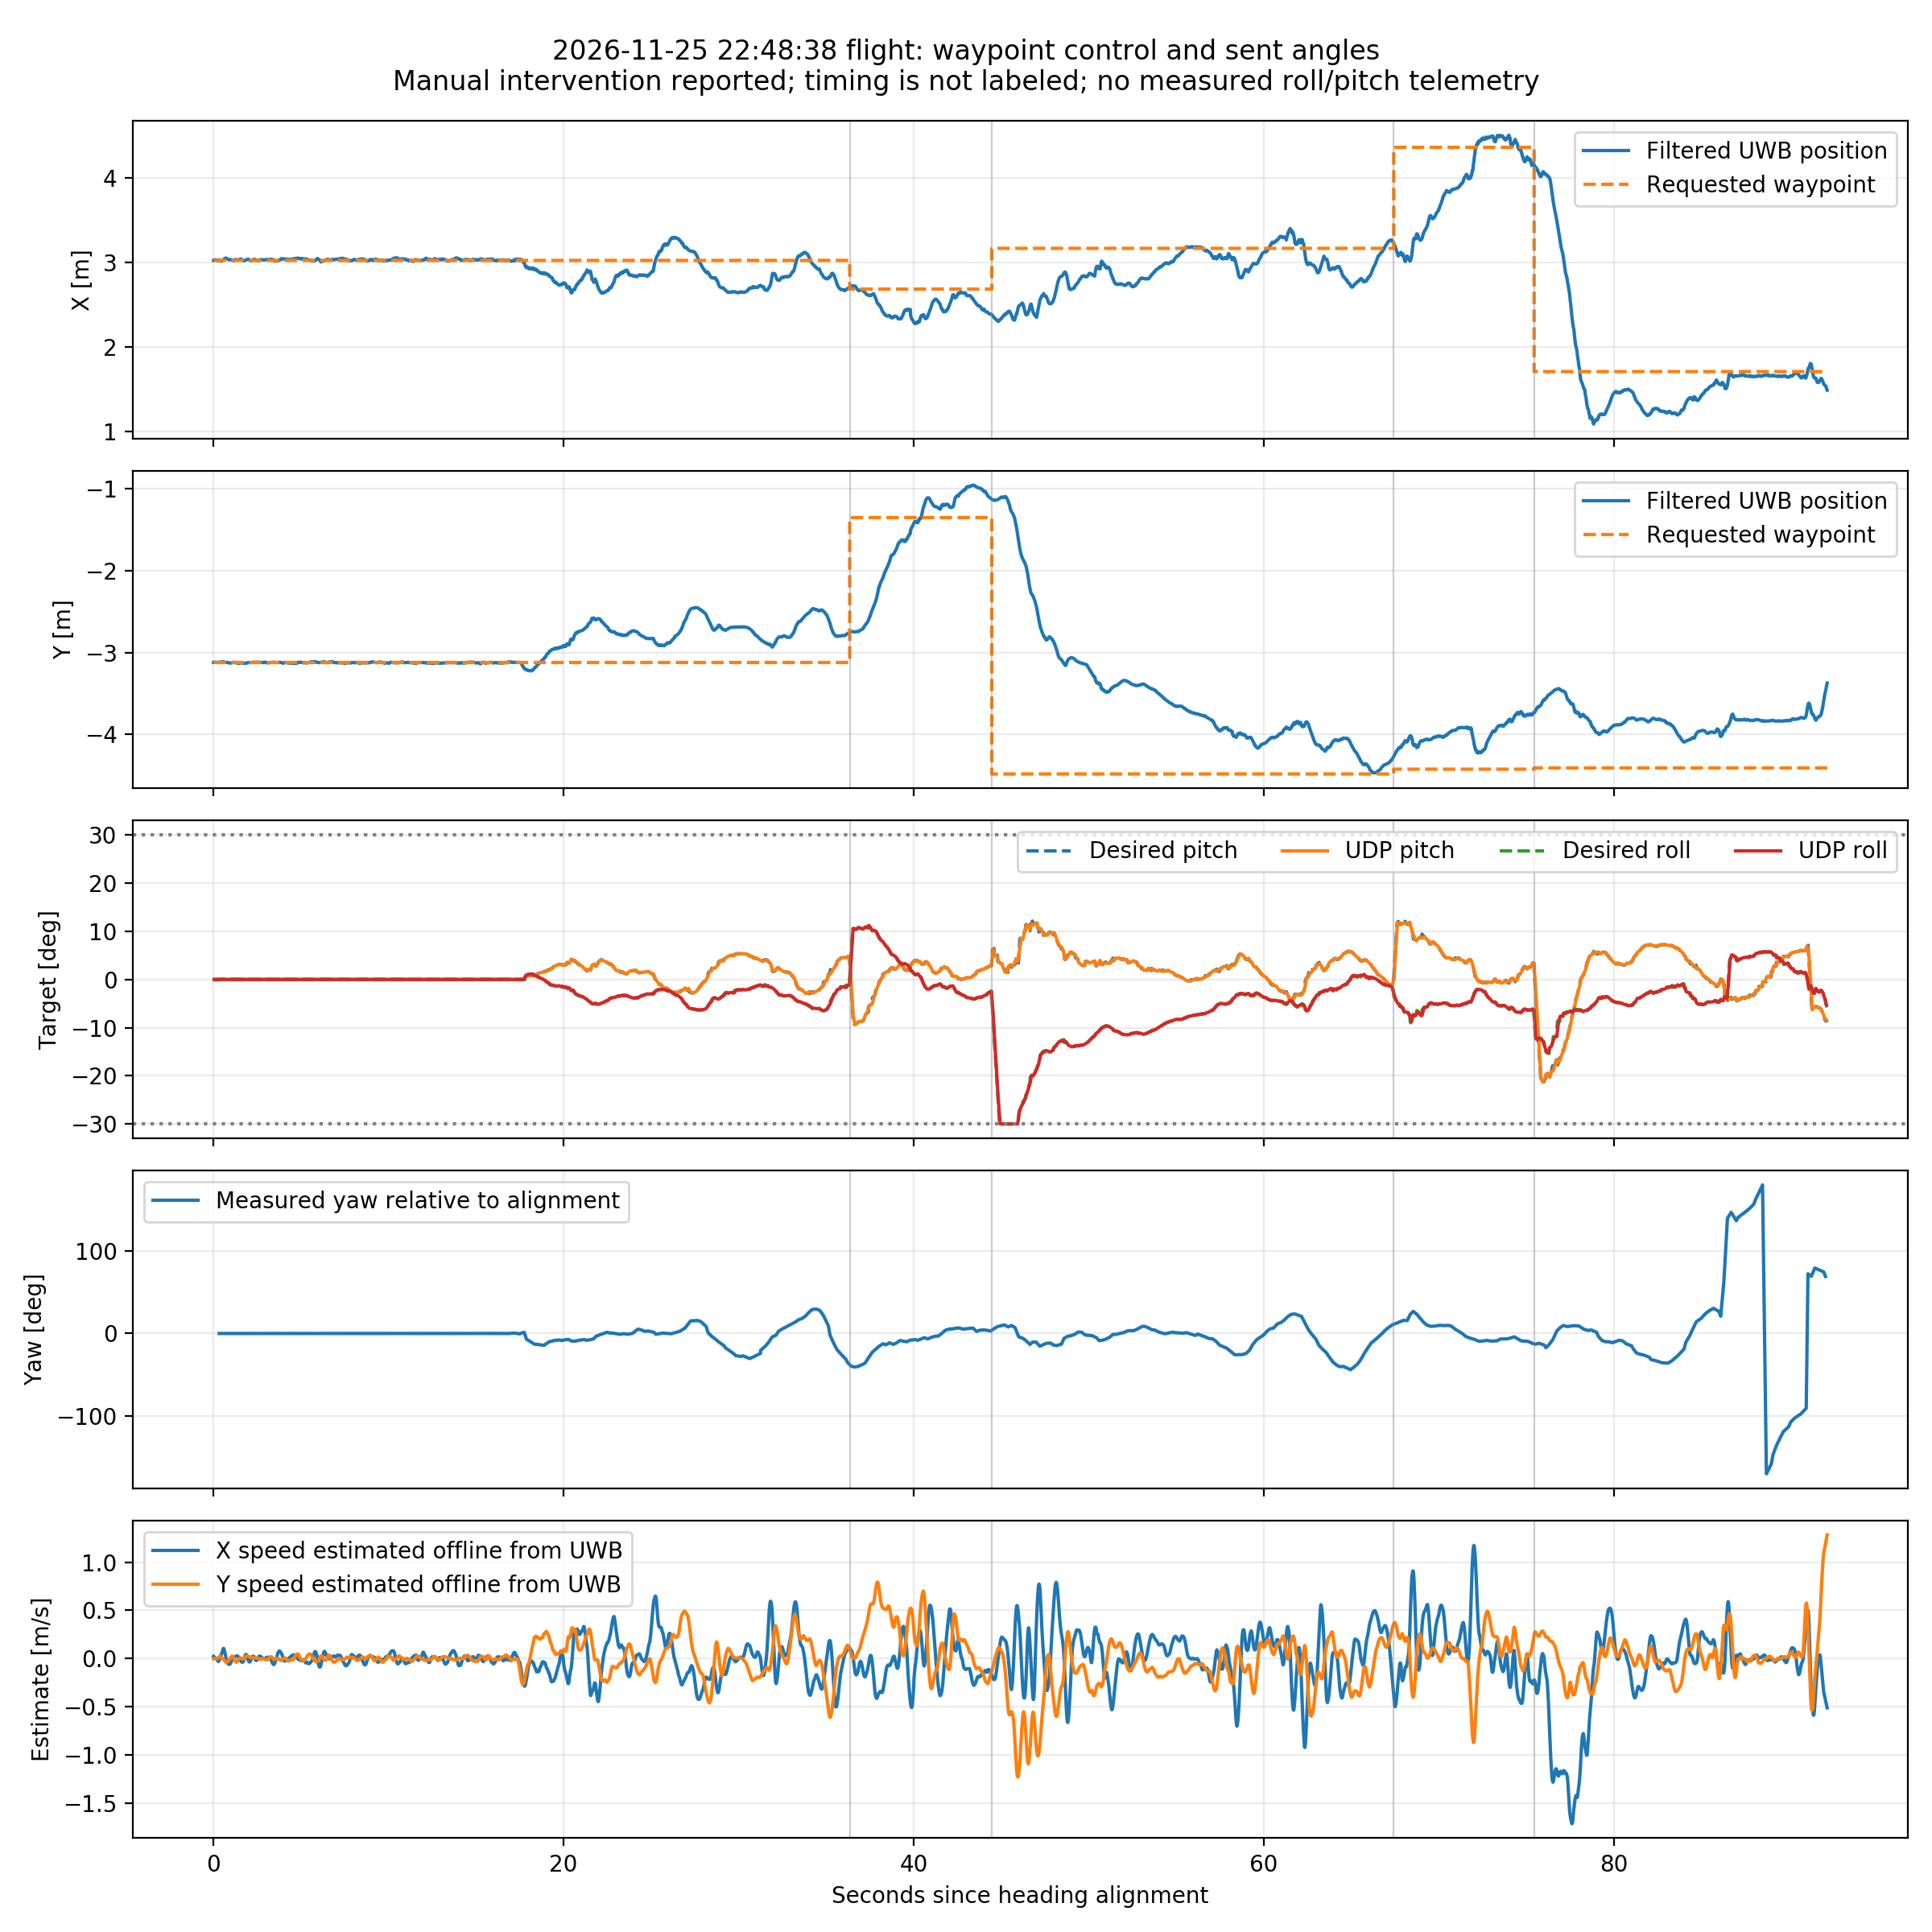 2026-11-25 22:48:38 flight: waypoint control and sent angles
Manual intervention reported; timing is not labeled; no measured roll/pitch telemetry
X [m]
4
3
2
1
Filtered UWB position
Requested waypoint
Y [m]
−1
−2
−3
−4
Filtered UWB position
Requested waypoint
Target [deg]
30
20
10
0
−10
−20
−30
Desired pitch UDP pitch Desired roll UDP roll
Yaw [deg]
100
0
−100
Measured yaw relative to alignment
Estimate [m/s]
1.0
0.5
0.0
−0.5
−1.0
−1.5
X speed estimated offline from UWB
Y speed estimated offline from UWB
0 20 40 60 80
Seconds since heading alignment